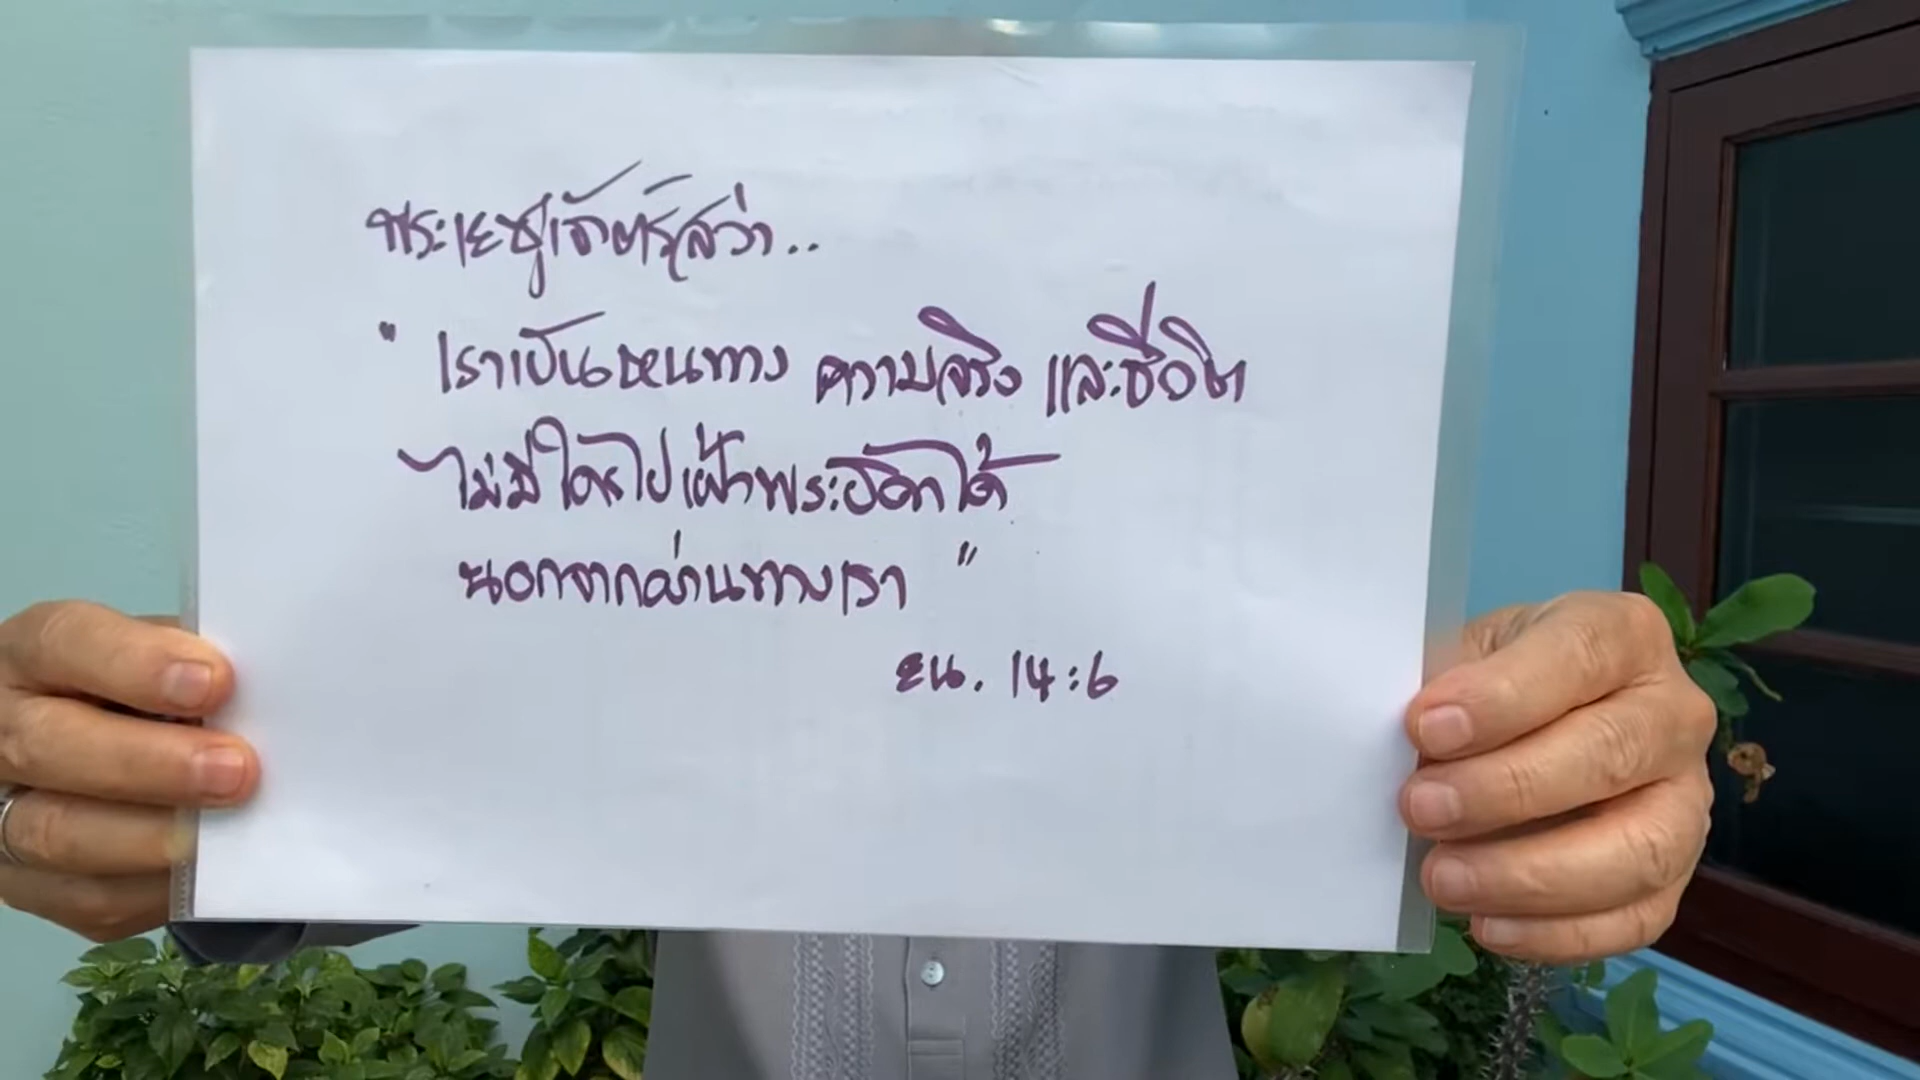 พระเยซูเจ้าตรัสว่า..
"เราเป็นหนทาง ความจริง และชีวิต
ไม่มีใครไปเฝ้าพระบิดาได้
นอกจากผ่านทางเรา"
ยน. 14:6